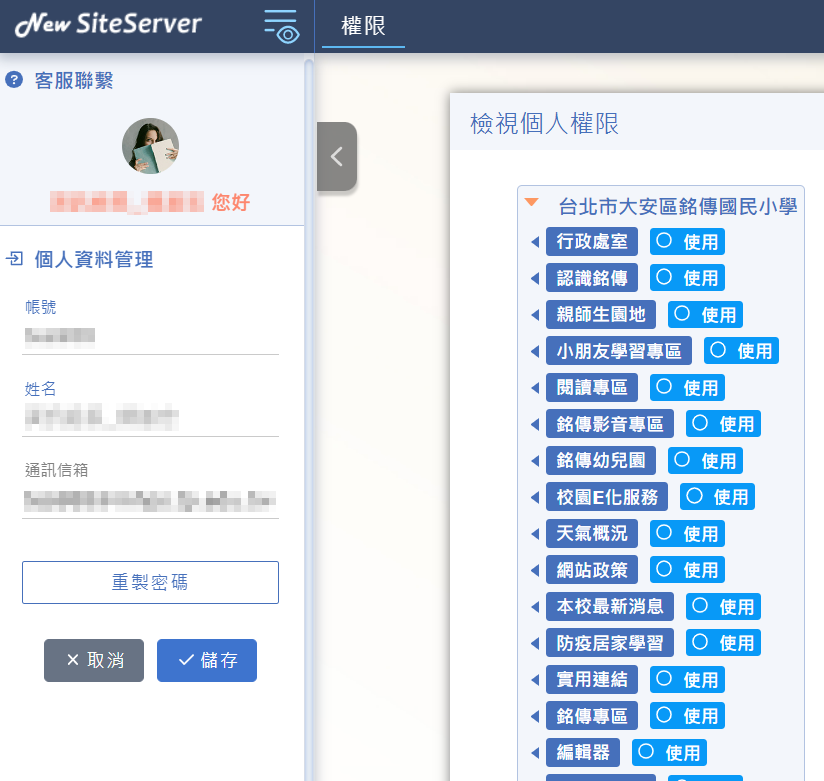 New SiteServer
權限
客服聯繫
您好
個人資料管理
帳號
姓名
通訊信箱
重製密碼
取消
儲存
檢視個人權限
台北市大安區銘傳國民小學
行政處室 使用
認識銘傳 使用
親師生園地 使用
小朋友學習專區 使用
閱讀專區 使用
銘傳影音專區 使用
銘傳幼兒園 使用
校園E化服務 使用
天氣概況 使用
網站政策 使用
本校最新消息 使用
防疫居家學習 使用
實用連結 使用
銘傳專區 使用
編輯器 使用